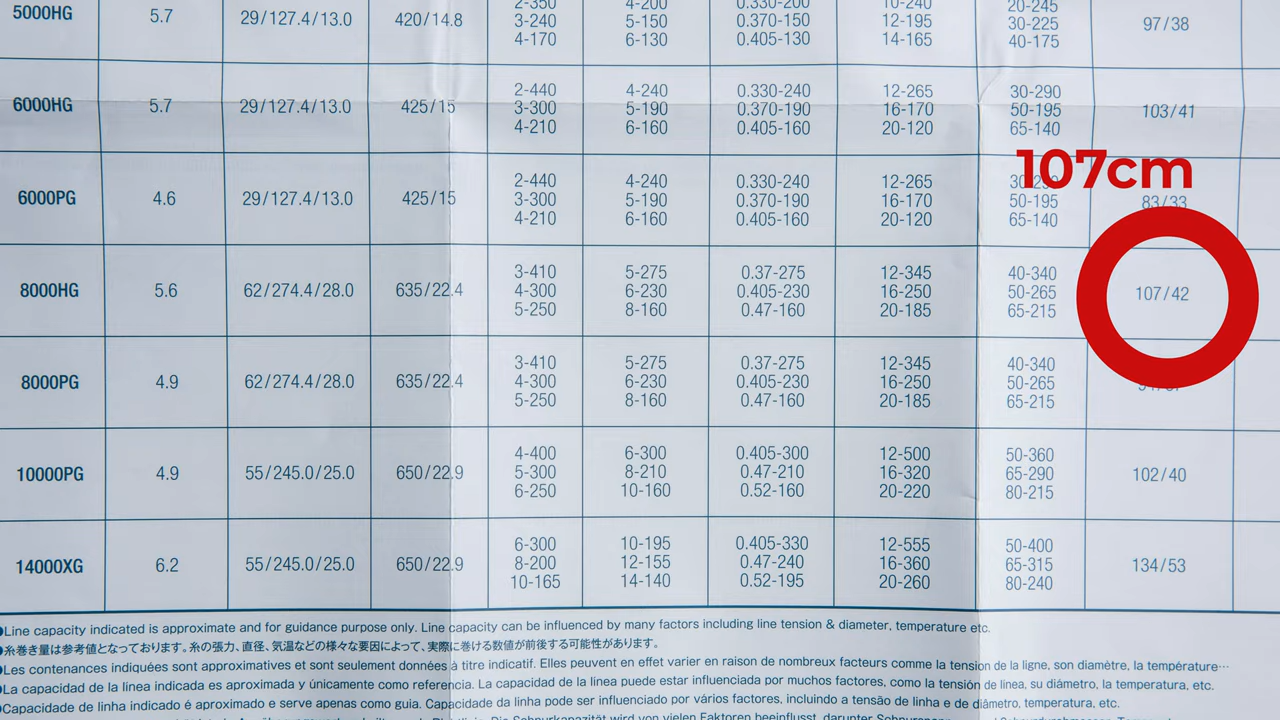 5000HG 5.7 29/127.4/13.0 420/14.8 2-350 4-200 0.330-200 10-240 20-245 97/38
3-240 5-150 0.370-150 12-195 30-225
4-170 6-130 0.405-130 14-165 40-175
6000HG 5.7 29/127.4/13.0 425/15 2-440 4-240 0.330-240 12-265 30-290 103/41
3-300 5-190 0.370-190 16-170 50-195
4-210 6-160 0.405-160 20-120 65-140
107cm
6000PG 4.6 29/127.4/13.0 425/15 2-440 4-240 0.330-240 12-265 83/33
3-300 5-190 0.370-190 16-170 50-195
4-210 6-160 0.405-160 20-120 65-140
8000HG 5.6 62/274.4/28.0 635/22.4 3-410 5-275 0.37-275 12-345 40-340 107/42
4-300 6-230 0.405-230 16-250 50-265
5-250 8-160 0.47-160 20-185 65-215
8000PG 4.9 62/274.4/28.0 635/22.4 3-410 5-275 0.37-275 12-345 40-340
4-300 6-230 0.405-230 16-250 50-265
5-250 8-160 0.47-160 20-185 65-215
10000PG 4.9 55/245.0/25.0 650/22.9 4-400 6-300 0.405-300 12-500 50-360 102/40
5-300 8-210 0.47-210 16-320 65-290
6-250 10-160 0.52-160 20-220 80-215
14000XG 6.2 55/245.0/25.0 650/22.9 6-300 10-195 0.405-330 12-555 50-400 134/53
8-200 12-155 0.47-240 16-360 65-315
10-165 14-140 0.52-195 20-260 80-240
●Line capacity indicated is approximate and for guidance purpose only. Line capacity can be influenced by many factors including line tension & diameter, temperature etc.
●糸巻き量は参考値となっております。糸の張力、直径、気温などの様々な要因によって、実際に巻ける数値が前後する可能性があります。
●Les contenances indiquées sont approximatives et sont seulement données à titre indicatif. Elles peuvent en effet varier en raison de nombreux facteurs comme la tension de la ligne, son diamètre, la température…
●La capacidad de la linea indicada es aproximada y únicamente como referencia. La capacidad de la linea puede estar influenciada por muchos factores, como la tensión de linea, su diámetro, la temperatura, etc.
●Capacidade da linha indicado é aproximado e serve apenas como guia. Capacidade da linha pode ser influenciado por vários factores, incluindo a tensão de linha e de diâmetro, temperatura, etc.